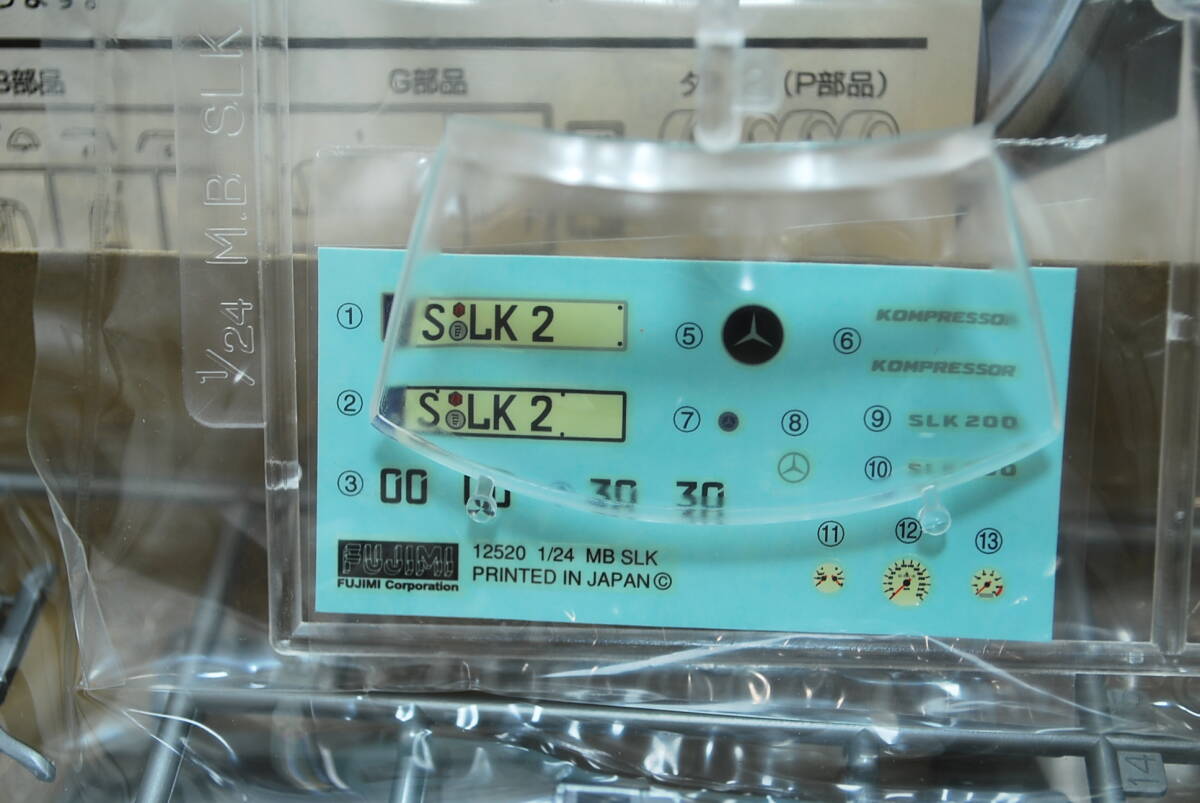 B部品
G部品
(P部品)
1/24 M.B SLK
① S LK 2
② S LK 2
③ 00 00 30 30
⑤
⑥ KOMPRESSOR
KOMPRESSOR
⑦
⑧
⑨ SLK 200
⑩ SLK
⑪
⑫
⑬
FUJIMI
FUJIMI Corporation
12520 1/24 MB SLK
PRINTED IN JAPAN©
14